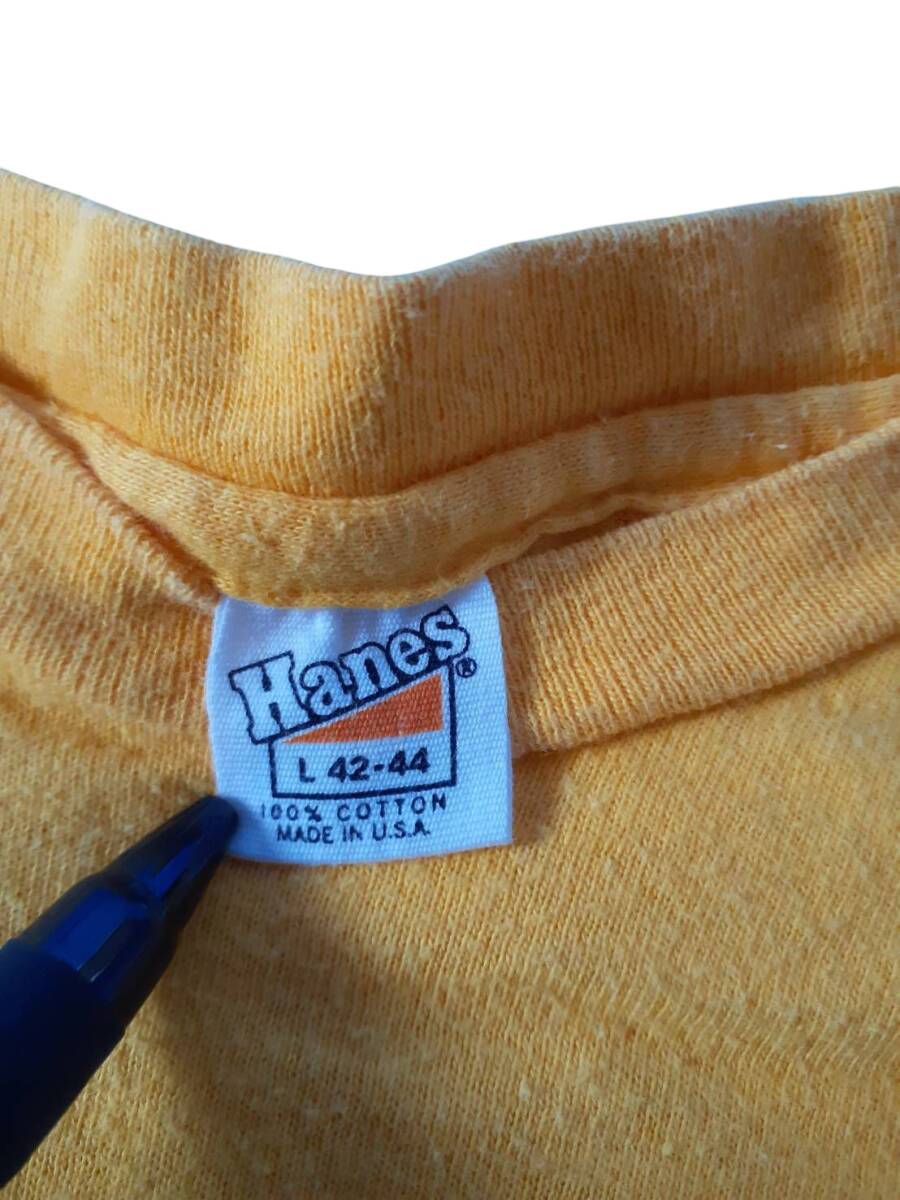 Hanes®
L 42-44
100% COTTON
MADE IN U.S.A.